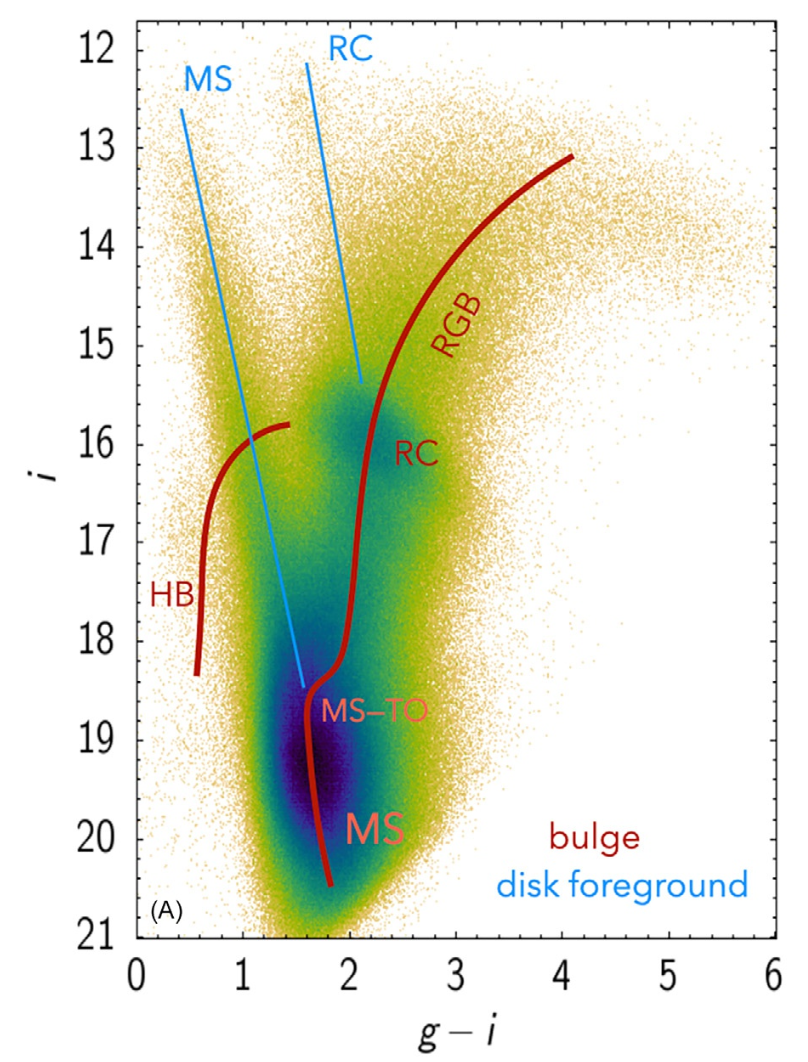 12
13
14
15
16
17
18
19
20
21
i
MS
RC
RGB
RC
HB
MS–TO
MS
bulge
disk foreground
(A)
0 1 2 3 4 5 6
g – i